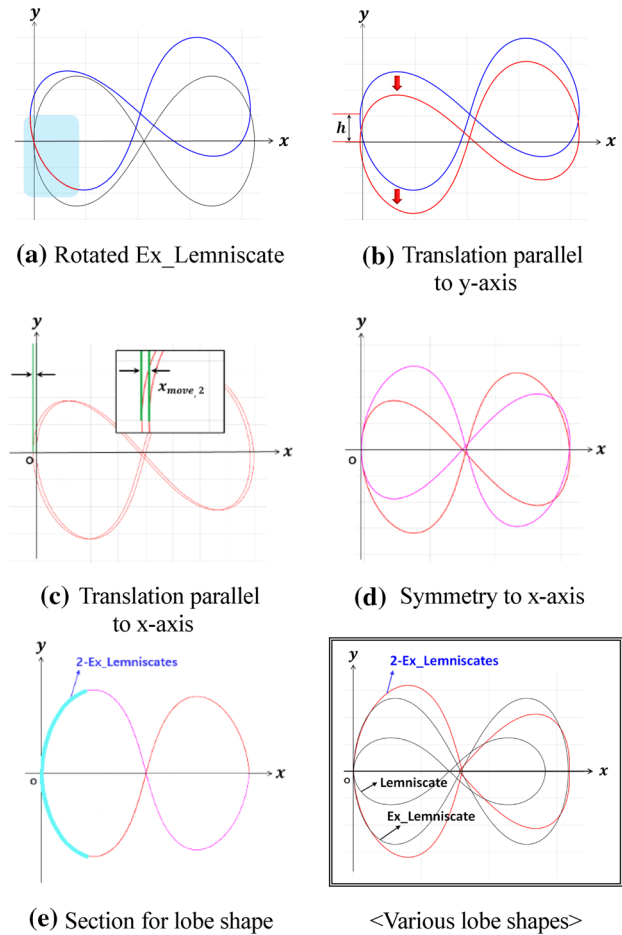 y
x
(a) Rotated Ex_Lemniscate
y
h
x
(b) Translation parallel
to y-axis
y
x_move,2
O
x
(c) Translation parallel
to x-axis
y
O
x
(d) Symmetry to x-axis
y
2-Ex_Lemniscates
O
x
(e) Section for lobe shape
y
2-Ex_Lemniscates
O
x
Lemniscate
Ex_Lemniscate
<Various lobe shapes>